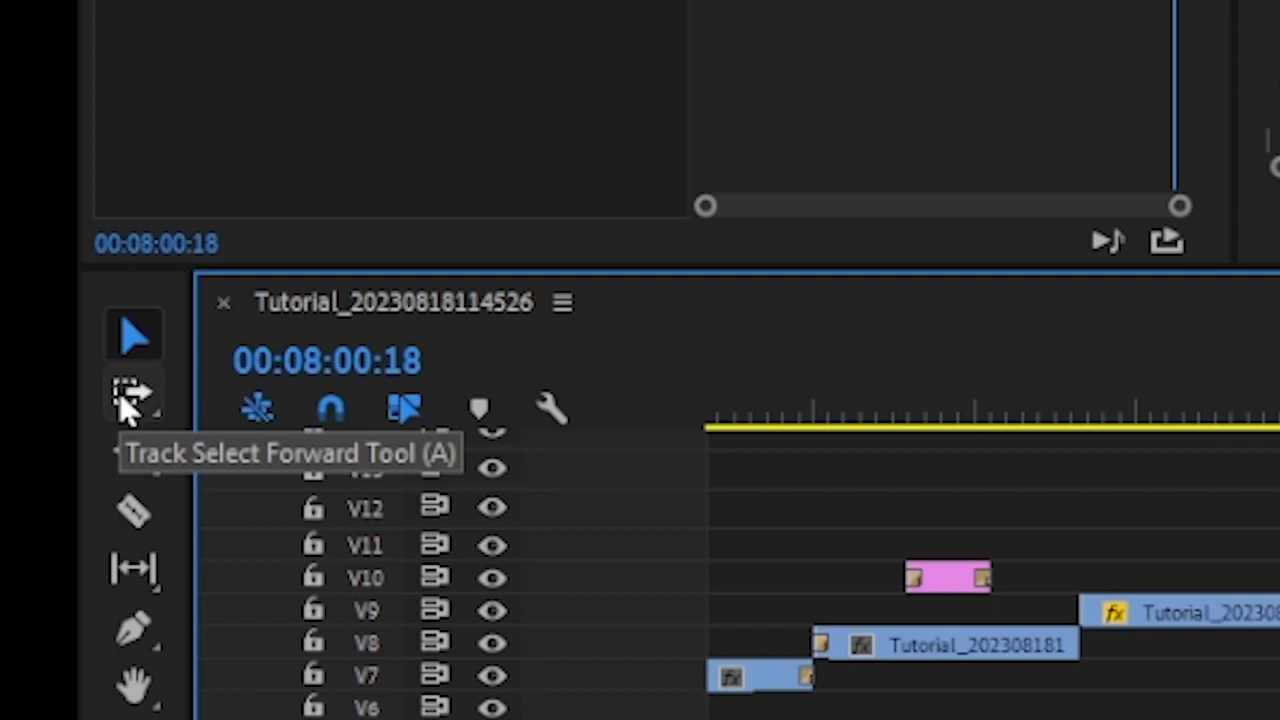 00:08:00:18
× Tutorial_20230818114526
00:08:00:18
Track Select Forward Tool (A)
V12
V11
V10
V9
fx Tutorial_20230
V8
fx Tutorial_202308181
V7
fx
V6